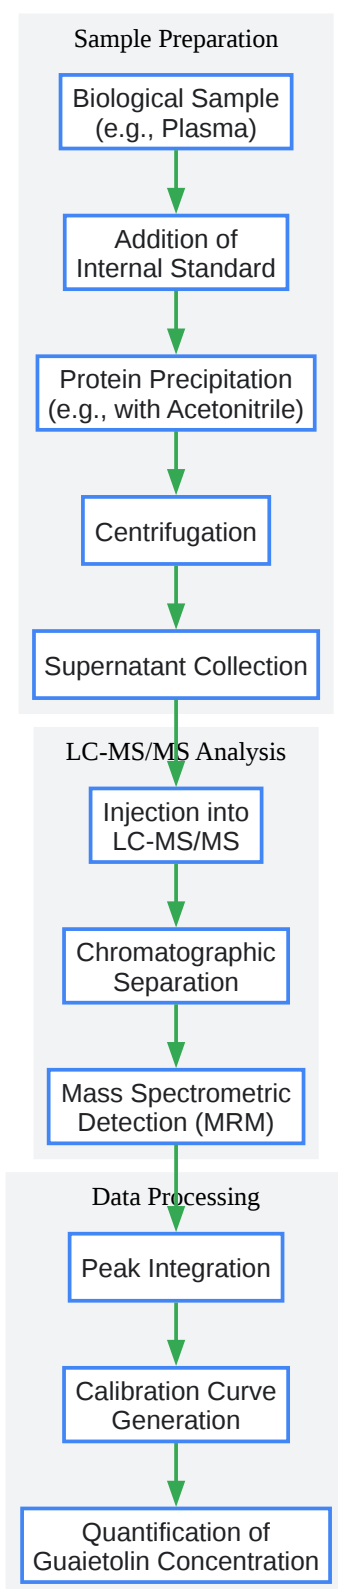 Sample Preparation
Biological Sample
(e.g., Plasma)
Addition of
Internal Standard
Protein Precipitation
(e.g., with Acetonitrile)
Centrifugation
Supernatant Collection
LC-MS/MS Analysis
Injection into
LC-MS/MS
Chromatographic
Separation
Mass Spectrometric
Detection (MRM)
Data Processing
Peak Integration
Calibration Curve
Generation
Quantification of
Guaietolin Concentration